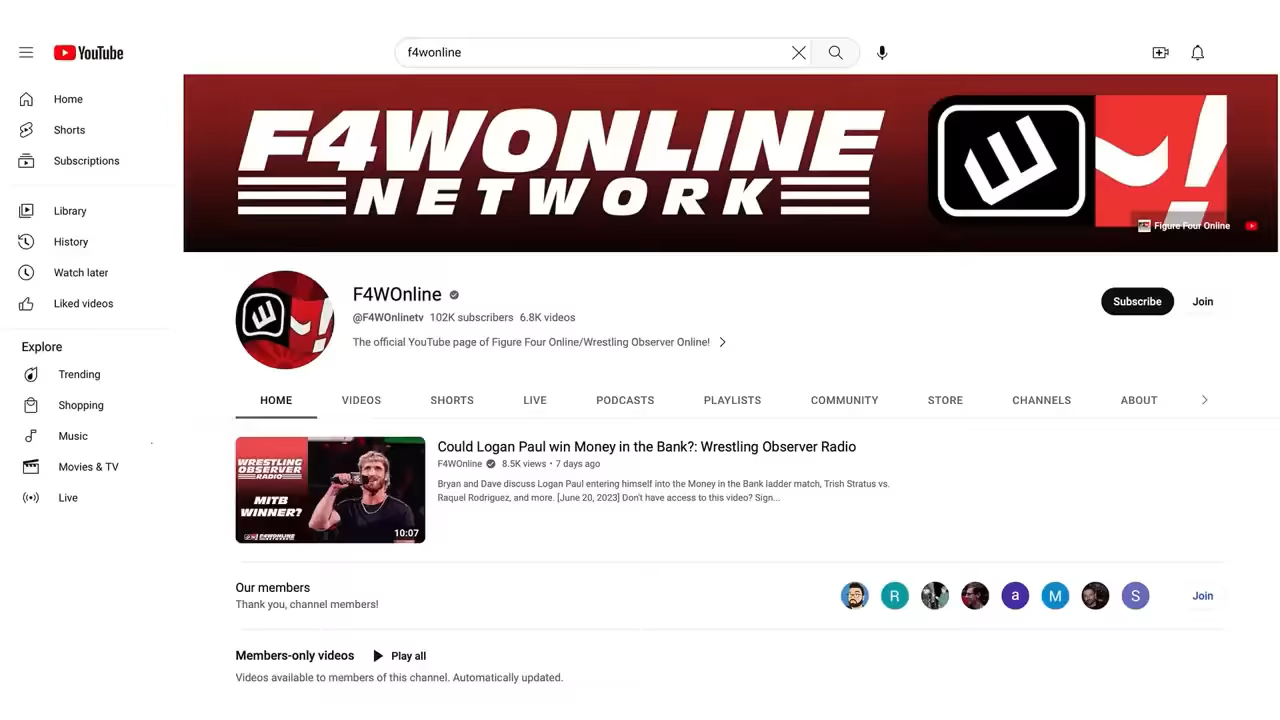 YouTube
f4wonline
Home
Shorts
Subscriptions
Library
History
Watch later
Liked videos
Explore
Trending
Shopping
Music
Movies & TV
Live
F4WONLINE
NETWORK
Figure Four Online
F4WOnline
@F4WOnlinetv 102K subscribers 6.8K videos
The official YouTube page of Figure Four Online/Wrestling Observer Online!
Subscribe
Join
HOME VIDEOS SHORTS LIVE PODCASTS PLAYLISTS COMMUNITY STORE CHANNELS ABOUT
WRESTLING
OBSERVER
RADIO
MITB
WINNER?
F4WONLINE
10:07
Could Logan Paul win Money in the Bank?: Wrestling Observer Radio
F4WOnline 8.5K views • 7 days ago
Bryan and Dave discuss Logan Paul entering himself into the Money in the Bank ladder match, Trish Stratus vs.
Raquel Rodriguez, and more. [June 20, 2023] Don't have access to this video? Sign...
Our members
Thank you, channel members!
R a M S
Join
Members-only videos Play all
Videos available to members of this channel. Automatically updated.